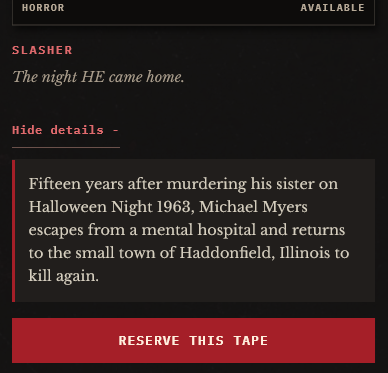 HORROR AVAILABLE
SLASHER
The night HE came home.
Hide details -
Fifteen years after murdering his sister on
Halloween Night 1963, Michael Myers
escapes from a mental hospital and returns
to the small town of Haddonfield, Illinois to
kill again.
RESERVE THIS TAPE